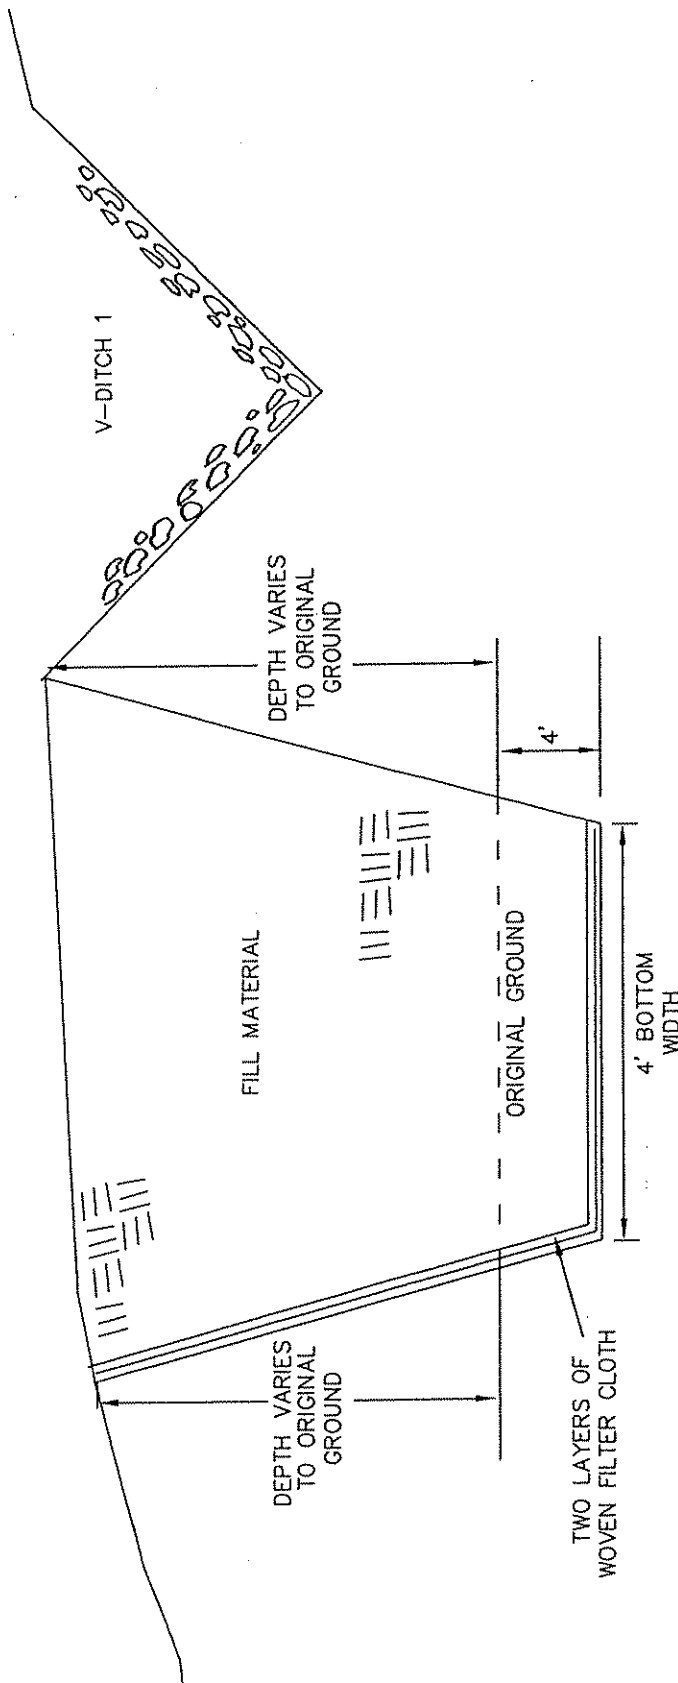 V-DITCH 1
DEPTH VARIES
TO ORIGINAL
GROUND
FILL MATERIAL
4'
ORIGINAL GROUND
4' BOTTOM
WIDTH
DEPTH VARIES
TO ORIGINAL
GROUND
TWO LAYERS OF
WOVEN FILTER CLOTH